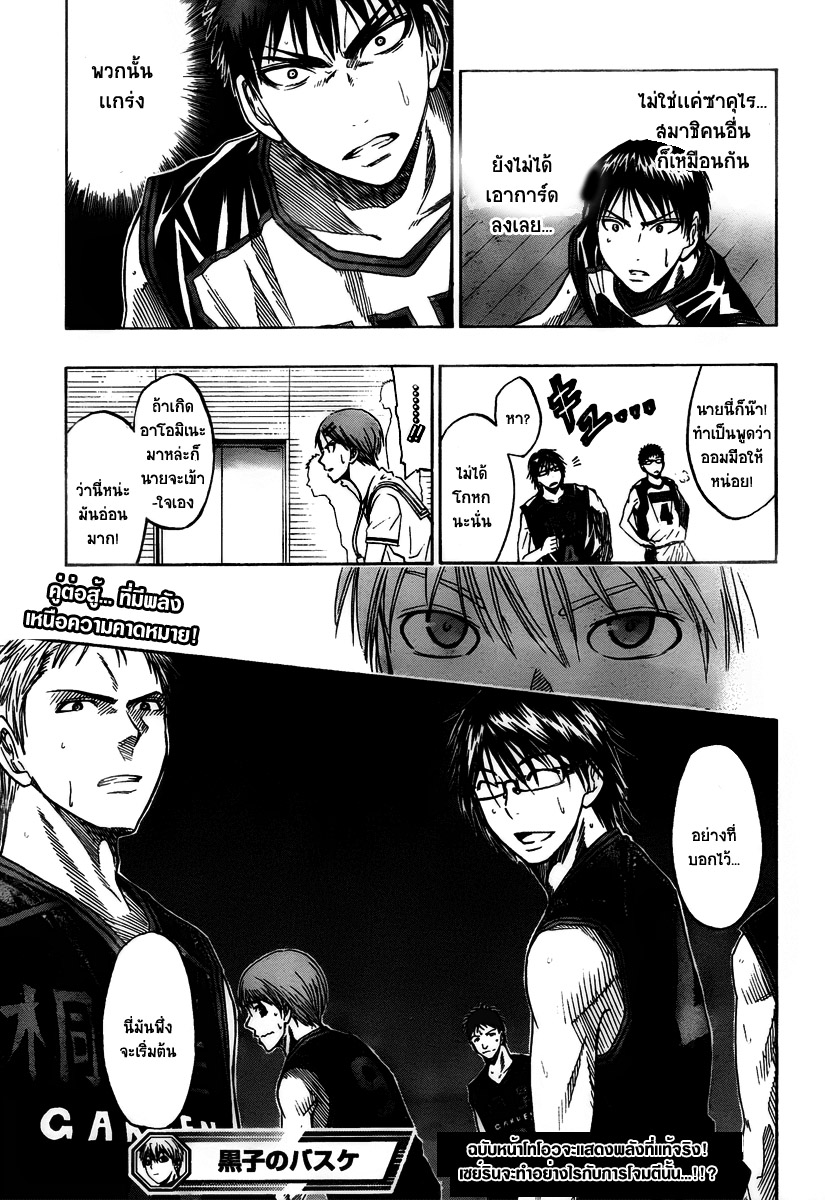 ไม่ใช่แค่ซาคุไร...
สมาชิคนอื่น
ก็เหมือนกัน
ยังไม่ได้
เอาการ์ด
ลงเลย...
พวกนั้น
แกร่ง
นายนี่ก็น๊า!
ทำเป็นพูดว่า
ออมมือให้
หน่อย!
หา?
ไม่ได้
โกหก
นะนั่น
4
......!!
ถ้าเกิด
อาโอมิเนะ
มาหล่ะก็
นายจะเข้า
-ใจเอง
ว่านี่หน่ะ
มันอ่อน
มาก!
คู่ต่อสู้... ที่มีพลัง
เหนือความคาดหมาย!
อย่างที่
บอกไว้...
นี่มันพึ่ง
จะเริ่มต้น
桐皇
GAKUEN
GAKUEN
黒子のバスケ
ฉบับหน้าโทโอวจะแสดงพลังที่แท้จริง!
เซย์รินจะทำอย่างไรกับการโจมตีนั้น...!!?